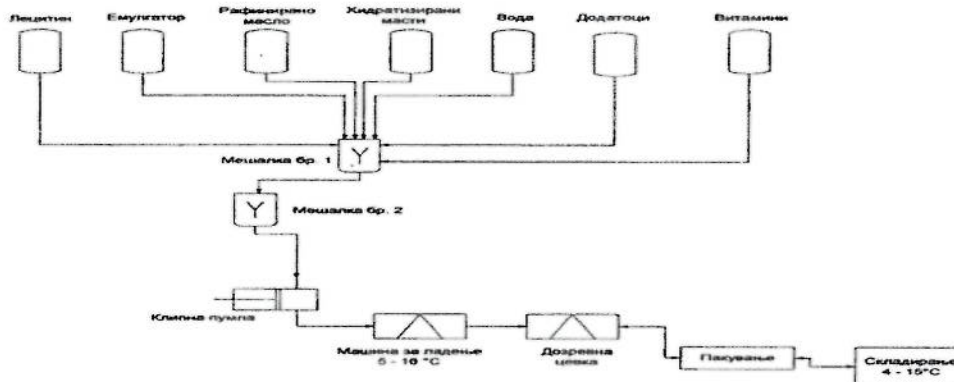 Лецитин
Емулгатор
Рафинирано
масло
Хидратизирани
масти
Вода
Додатоци
Витамини
Мешалка бр. 1
Мешалка бр. 2
Клипна пумпа
Машина за ладење
5 - 10 °C
Дозревна
цевка
Пакување
Складирање
4 - 15°C